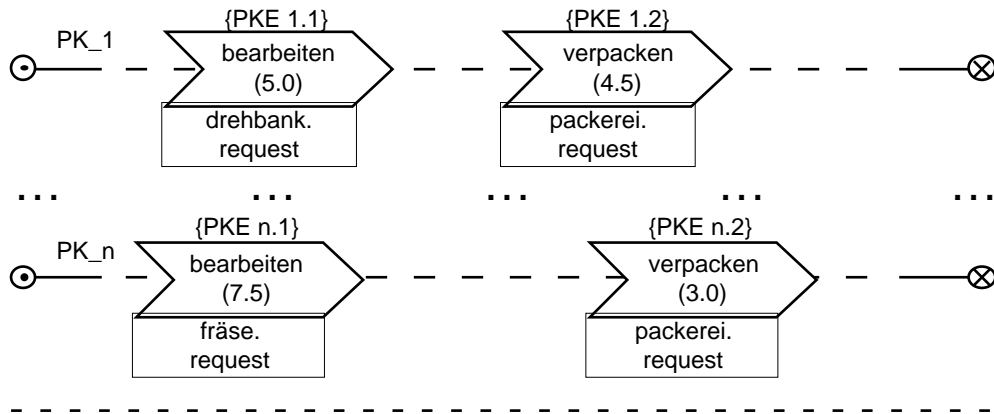 {PKE 1.1} {PKE 1.2}
PK_1 bearbeiten verpacken
(5.0) (4.5)
drehbank. packerei.
request request
... ... ... ... ...
{PKE n.1} {PKE n.2}
PK_n bearbeiten verpacken
(7.5) (3.0)
fräse. packerei.
request request